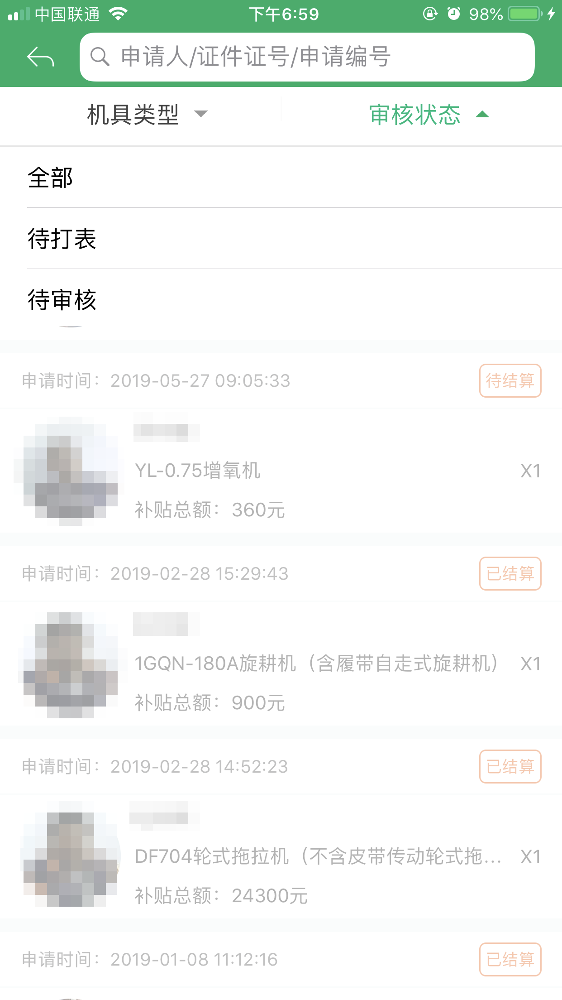 中国联通 下午6:59 98%
申请人/证件证号/申请编号
机具类型 审核状态
全部
待打表
待审核
申请时间：2019-05-27 09:05:33 待结算
YL-0.75增氧机 X1
补贴总额：360元
申请时间：2019-02-28 15:29:43 已结算
1GQN-180A旋耕机（含履带自走式旋耕机） X1
补贴总额：900元
申请时间：2019-02-28 14:52:23 已结算
DF704轮式拖拉机（不含皮带传动轮式拖... X1
补贴总额：24300元
申请时间：2019-01-08 11:12:16 已结算